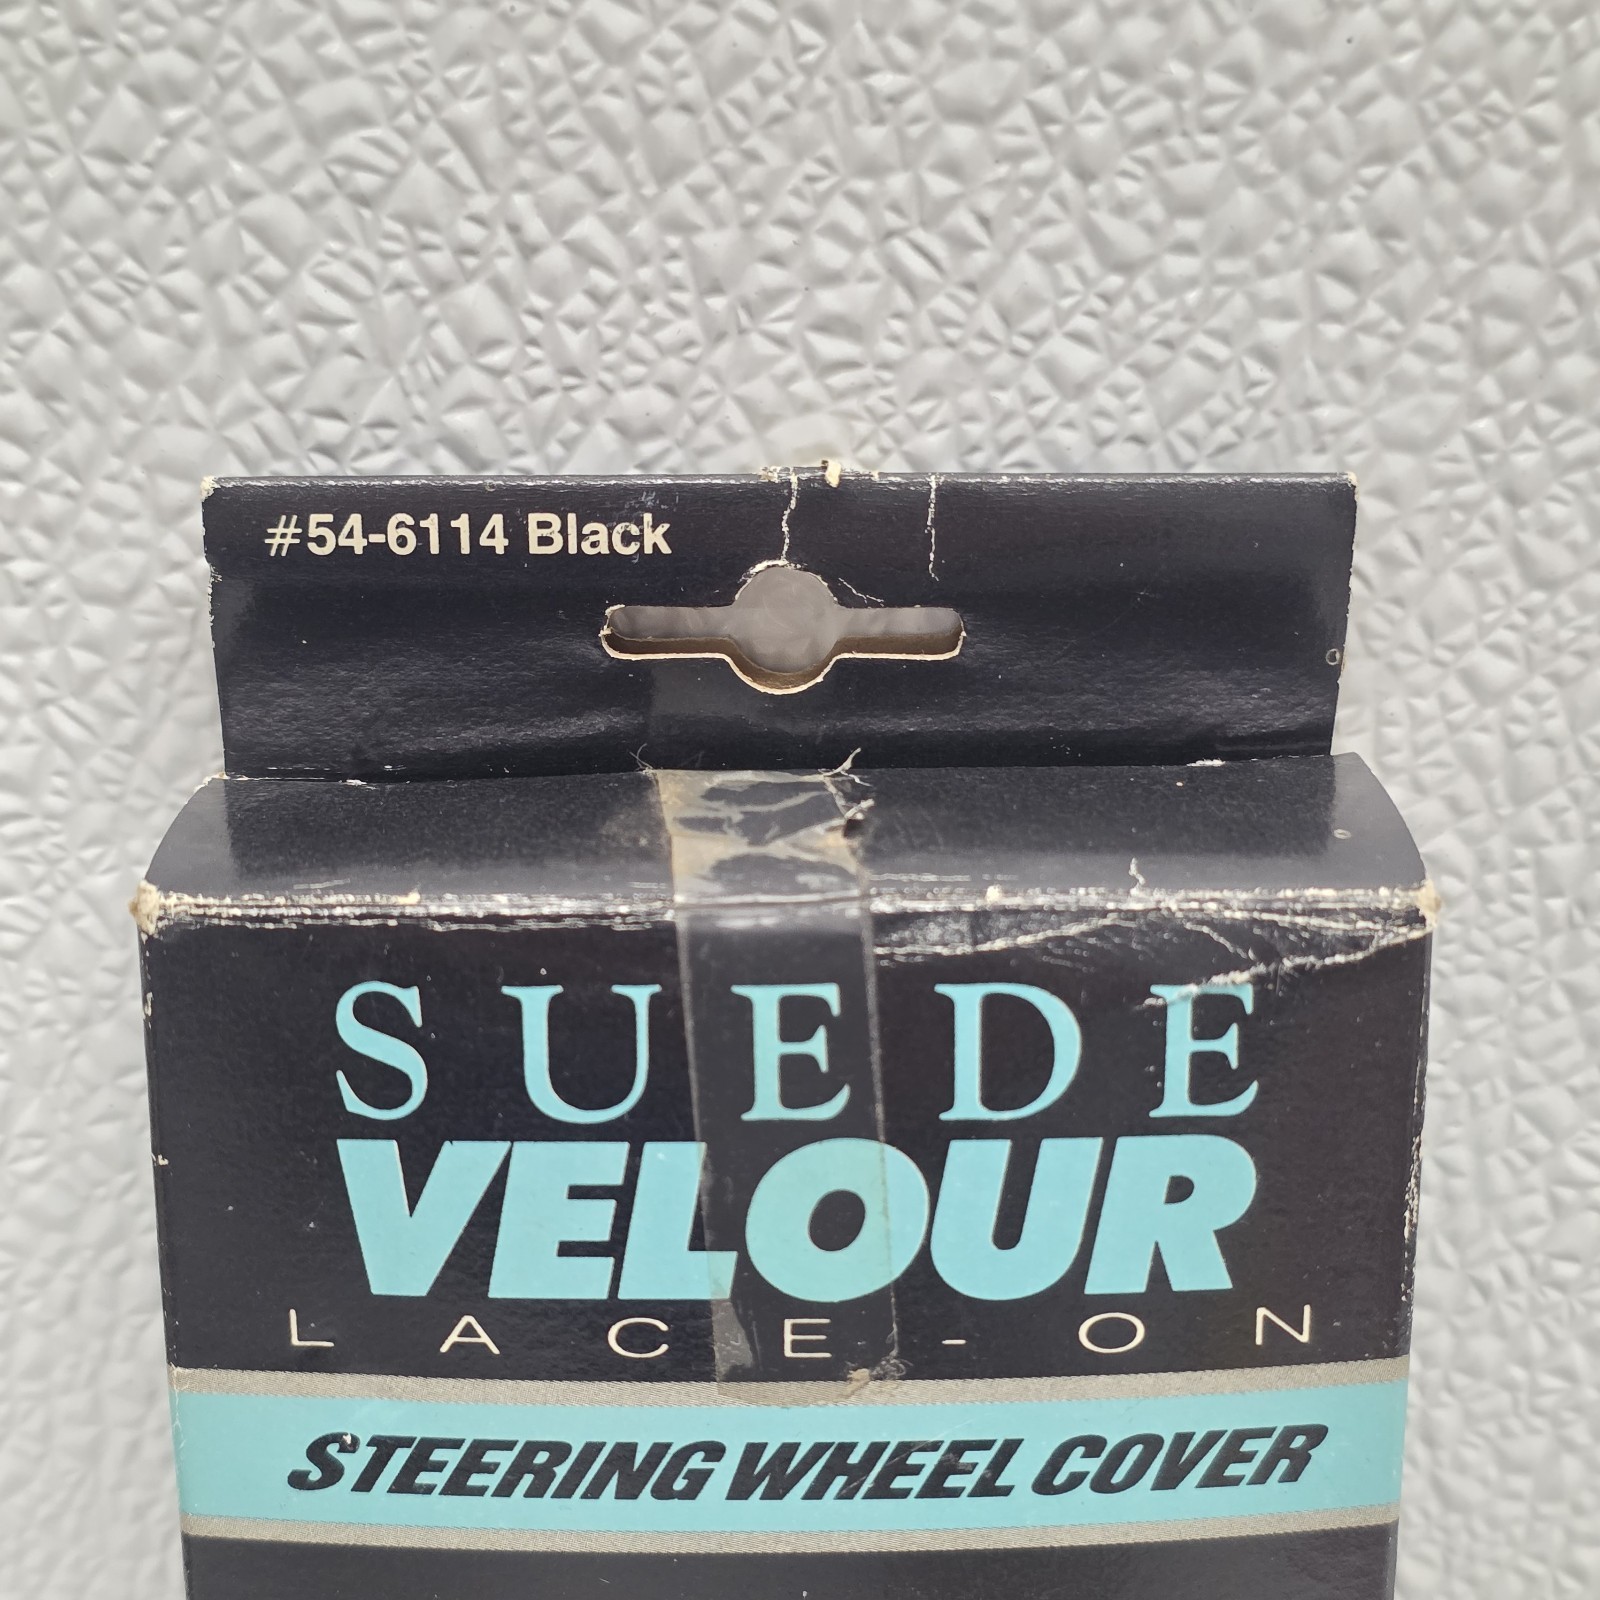 #54-6114 Black
SUEDE
VELOUR
LACE-ON
STEERING WHEEL COVER